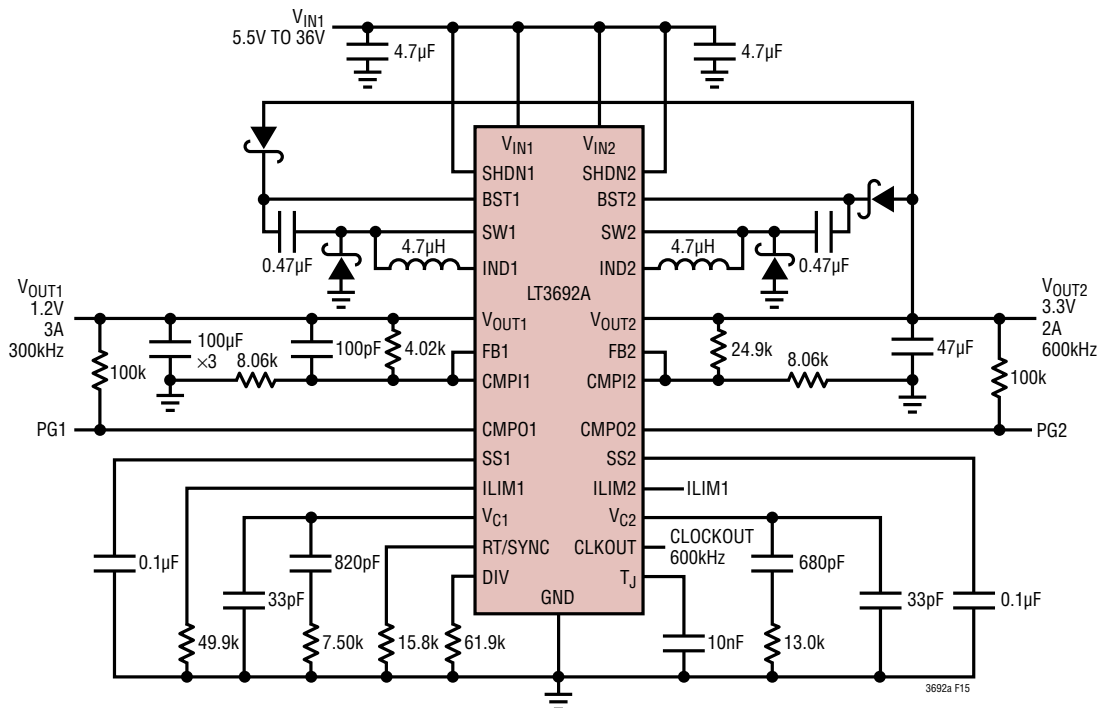 VIN1
5.5V TO 36V
4.7µF
4.7µF
VIN1
VIN2
SHDN1
SHDN2
BST1
BST2
SW1
SW2
0.47µF
4.7µH
4.7µH
0.47µF
IND1
IND2
LT3692A
VOUT1
1.2V
3A
300kHz
VOUT2
3.3V
2A
600kHz
VOUT1
VOUT2
100k
100µF
×3
8.06k
100pF
4.02k
FB1
FB2
24.9k
8.06k
47µF
100k
CMPI1
CMPI2
PG1
CMPO1
CMPO2
PG2
SS1
SS2
ILIM1
ILIM2
ILIM1
VC1
VC2
RT/SYNC
CLKOUT
CLOCKOUT
600kHz
DIV
TJ
GND
0.1µF
33pF
820pF
680pF
33pF
0.1µF
49.9k
7.50k
15.8k
61.9k
10nF
13.0k
3692a F15